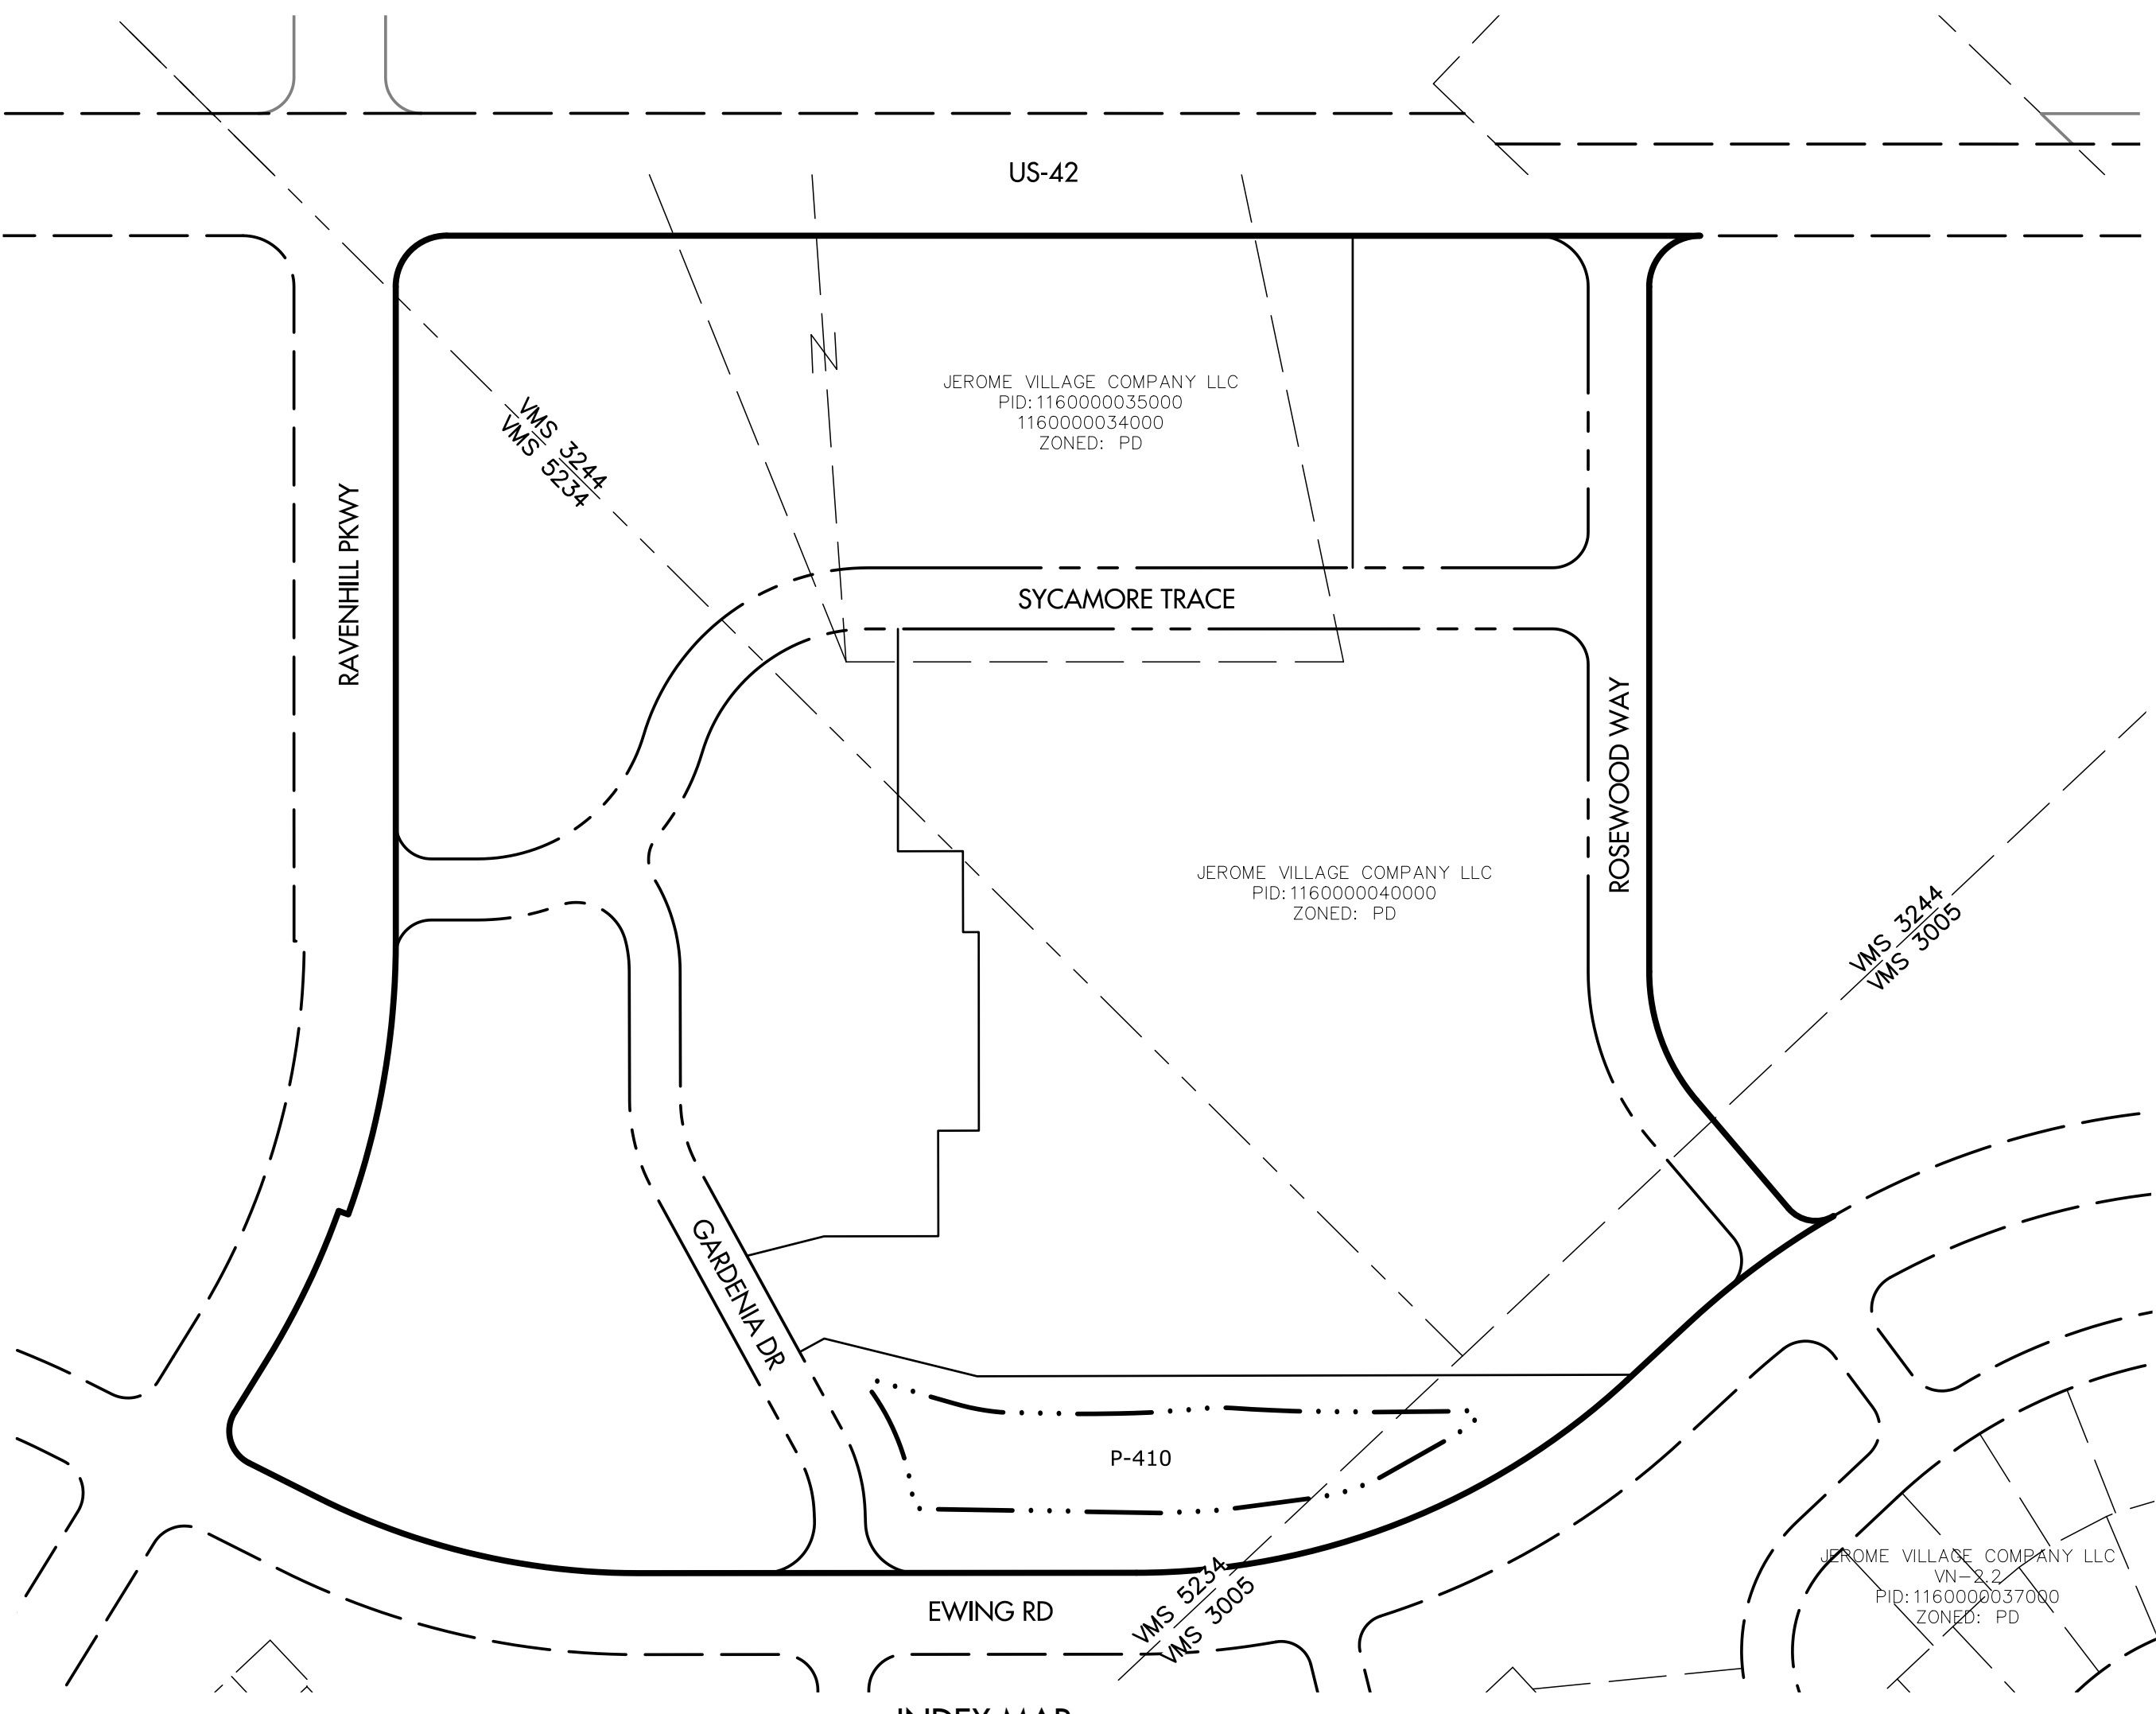 US-42
JEROME VILLAGE COMPANY LLC
PID:1160000035000
1160000034000
ZONED: PD
VMS 3244
VMS 5234
RAVENHILL PKWY
SYCAMORE TRACE
ROSEWOOD WAY
JEROME VILLAGE COMPANY LLC
PID:1160000040000
ZONED: PD
VMS 3244
VMS 3005
GARDENIA DR
P-410
JEROME VILLAGE COMPANY LLC
VN-2.2
PID:1160000037000
ZONED: PD
EWING RD
VMS 5234
VMS 3005
INDEX MAP